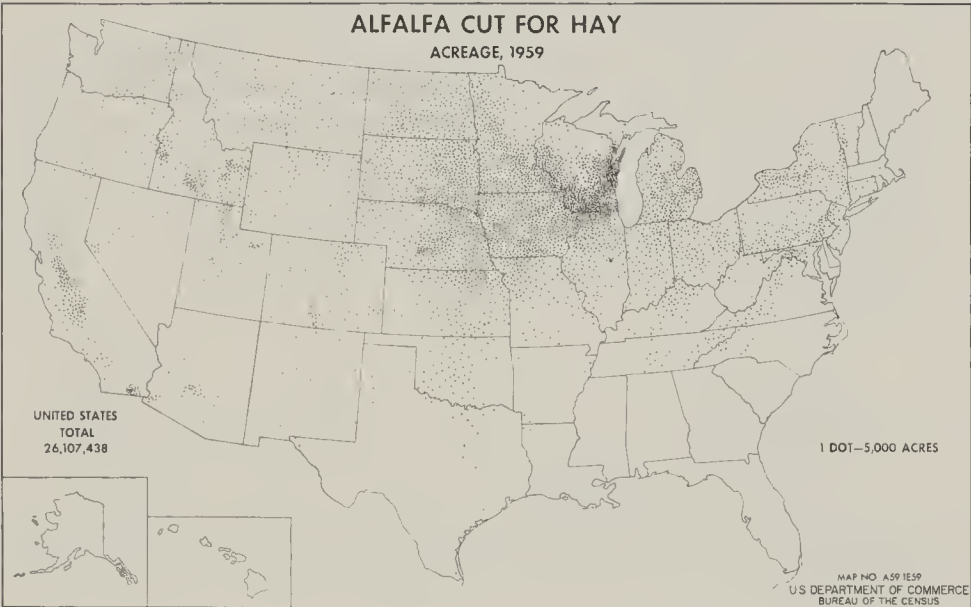 ALFALFA CUT FOR HAY
ACREAGE, 1959
UNITED STATES
TOTAL
26,107,438
1 DOT—5,000 ACRES
MAP NO. A59 1E59
U S DEPARTMENT OF COMMERCE
BUREAU OF THE CENSUS